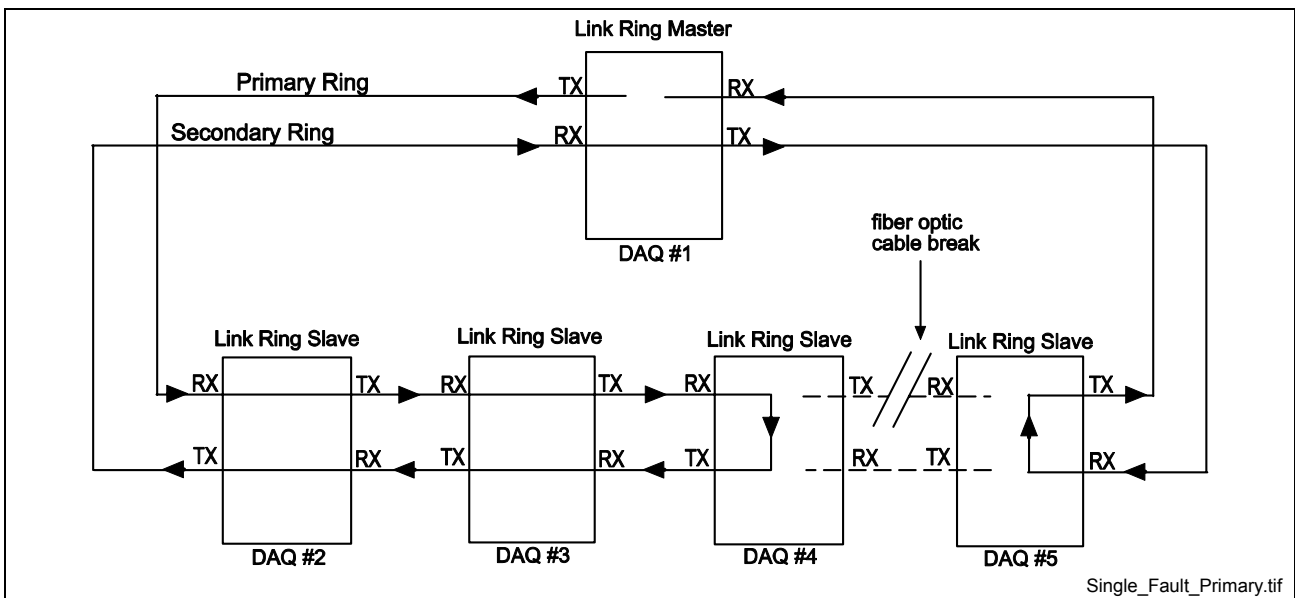 Link Ring Master
Primary Ring
TX
RX
Secondary Ring
RX
TX
DAQ #1
fiber optic
cable break
Link Ring Slave
Link Ring Slave
Link Ring Slave
Link Ring Slave
RX
TX
RX
TX
RX
TX
RX
TX
TX
RX
TX
RX
TX
RX
TX
RX
DAQ #2
DAQ #3
DAQ #4
DAQ #5
Single_Fault_Primary.tif